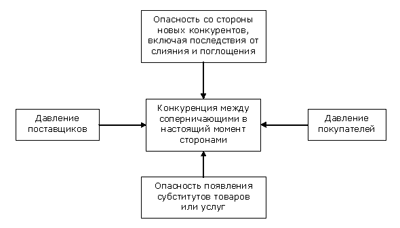 Опасность со стороны
новых конкурентов,
включая последствия от
слияния и поглощения
Давление
поставщиков
Конкуренция между
соперничающими в
настоящий момент
сторонами
Давление
покупателей
Опасность появления
субститутов товаров
или услуг